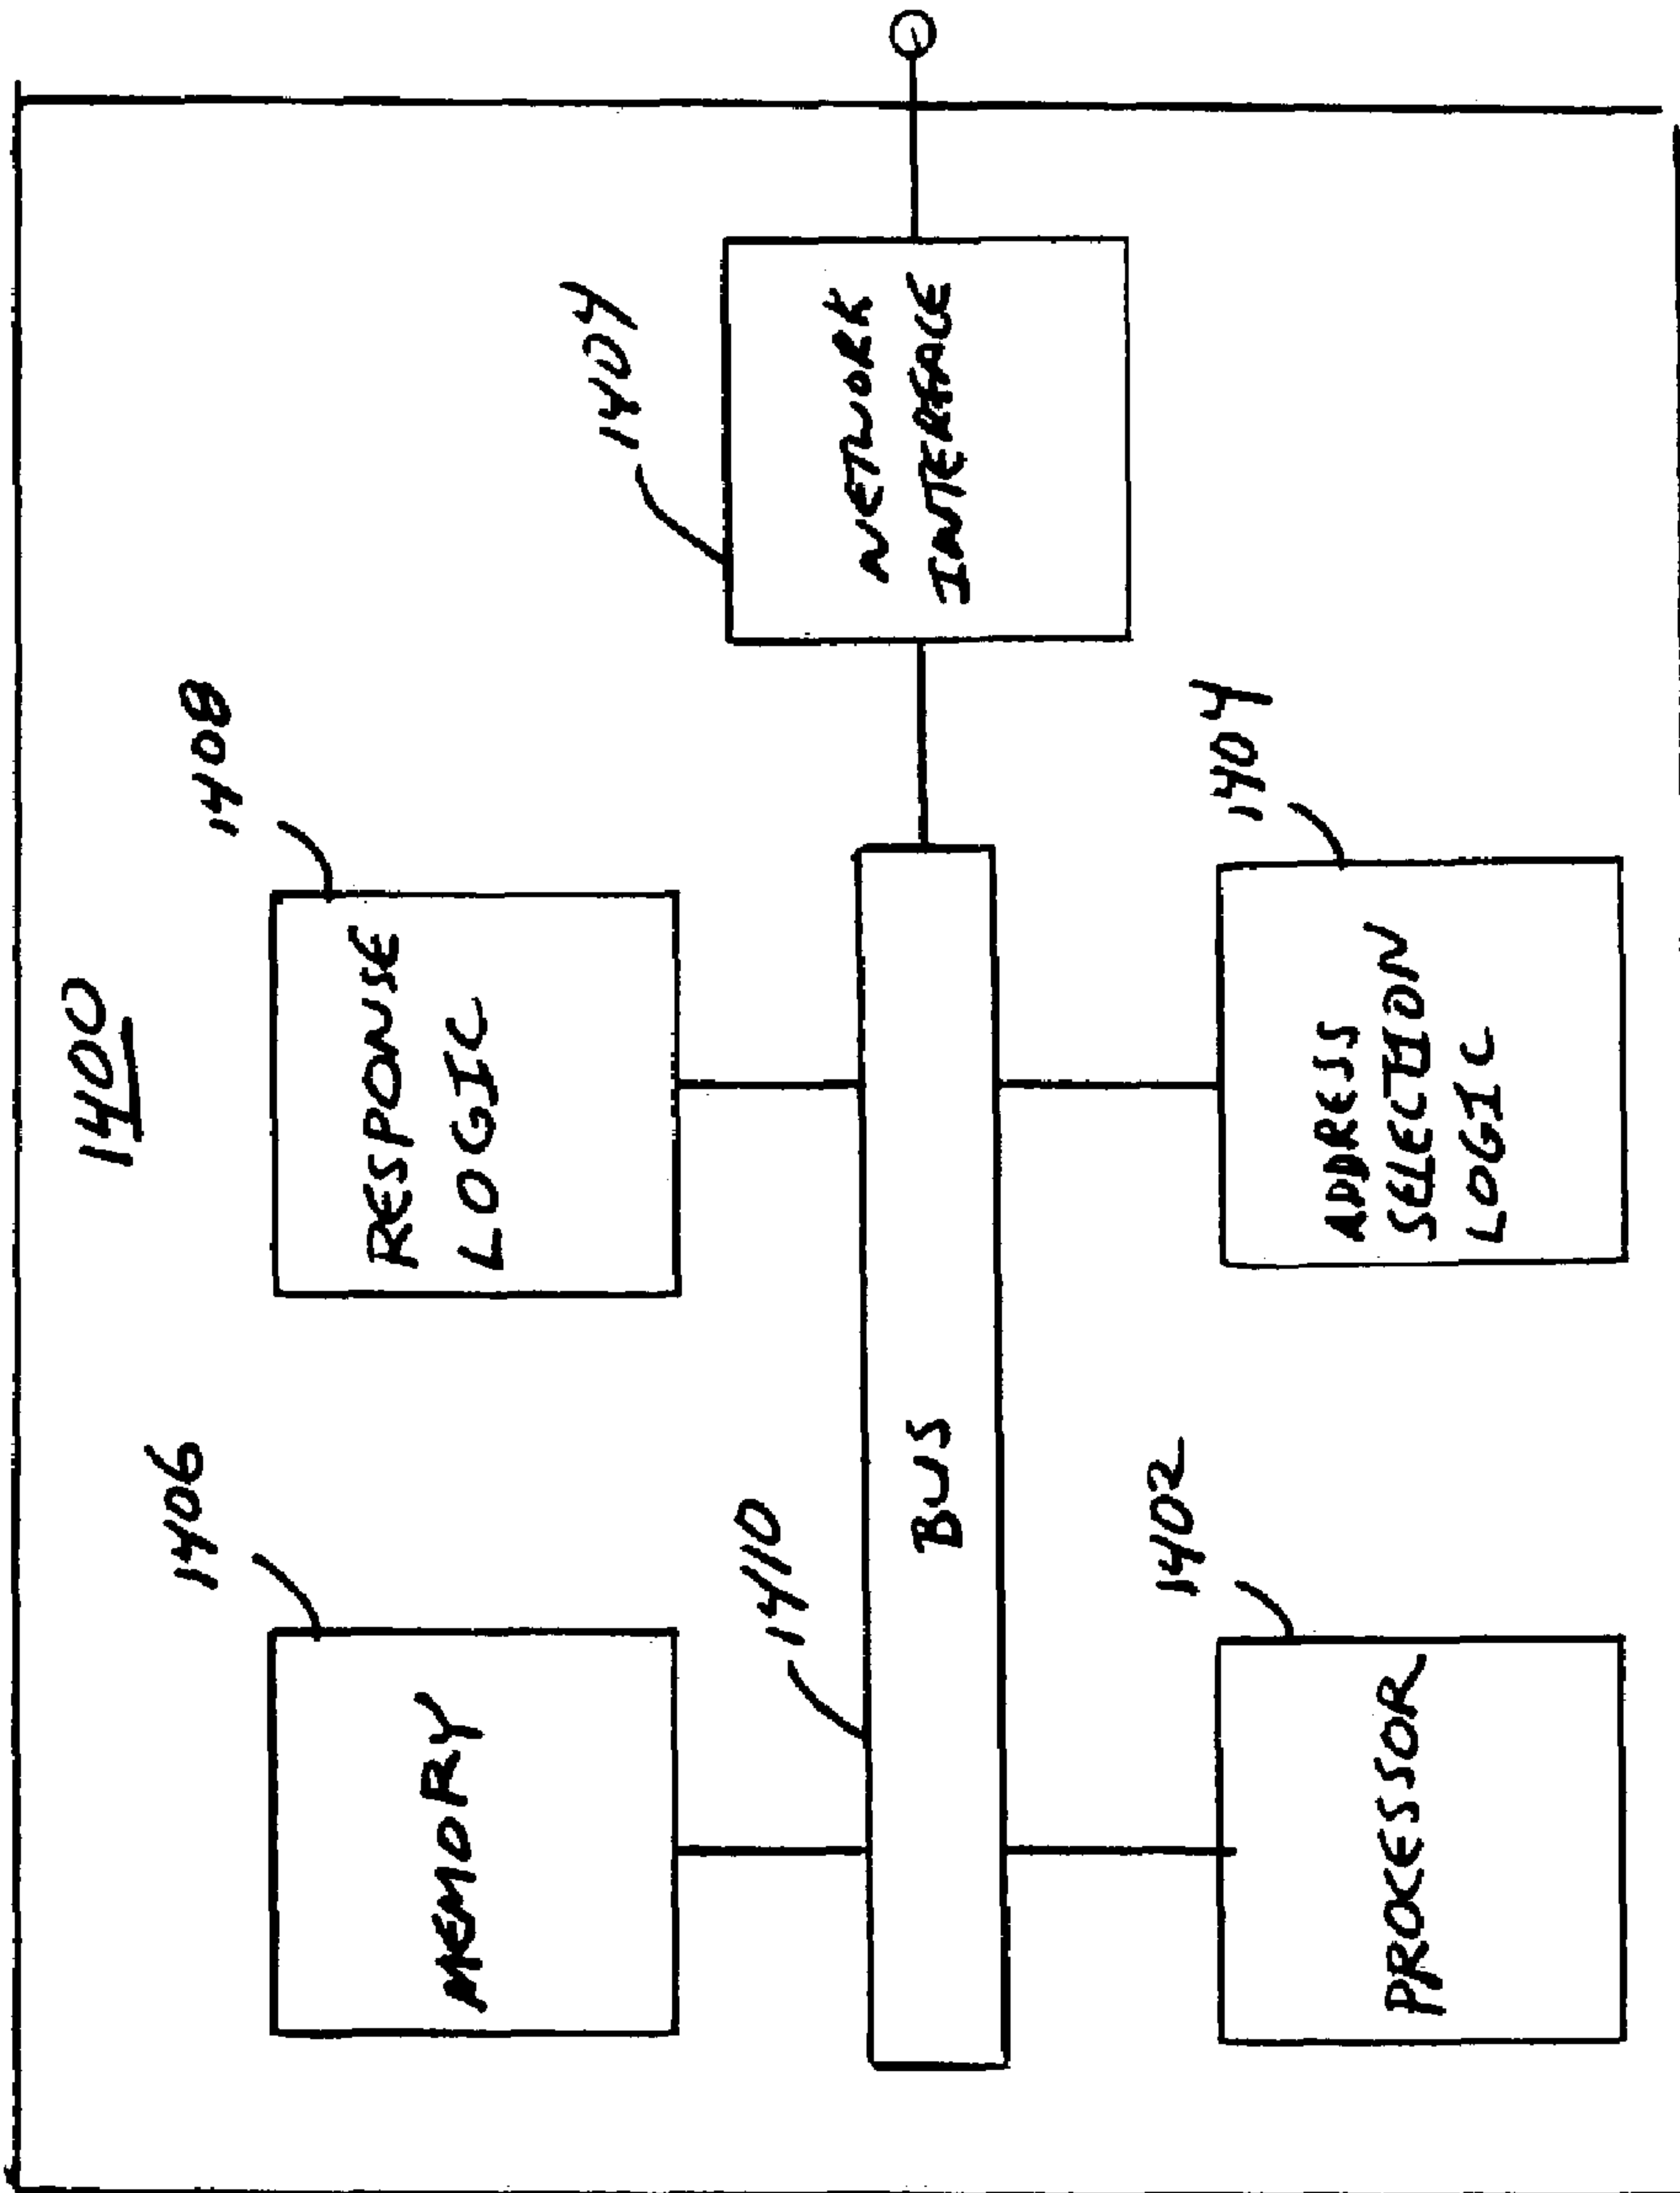 1400
1406
MEMORY
1408
RESPONSE
LOGIC
1410
BUS
1404
NETWORK
INTERFACE
1402
PROCESSOR
1404
ADDRESS
SELECTION
LOGIC